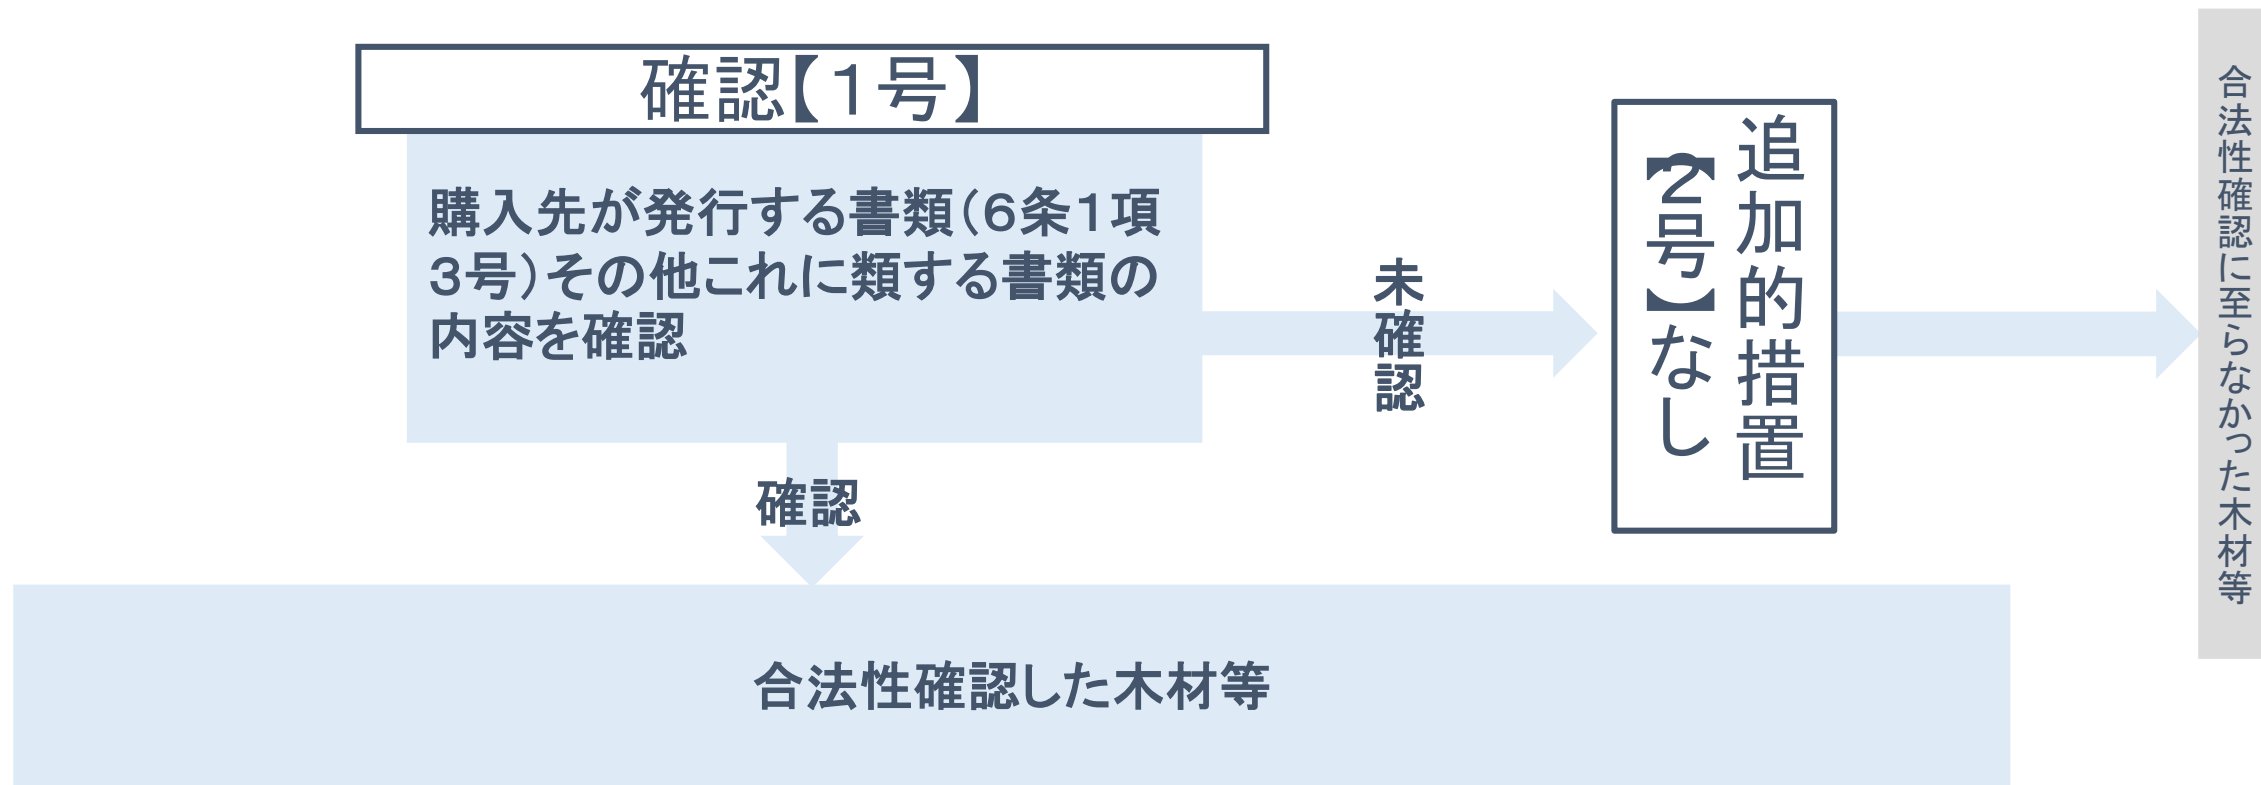 確認【１号】
購入先が発行する書類（６条１項
３号）その他これに類する書類の
内容を確認
未確認
追加的措置
【２号】なし
合法性確認に至らなかった木材等
確認
合法性確認した木材等